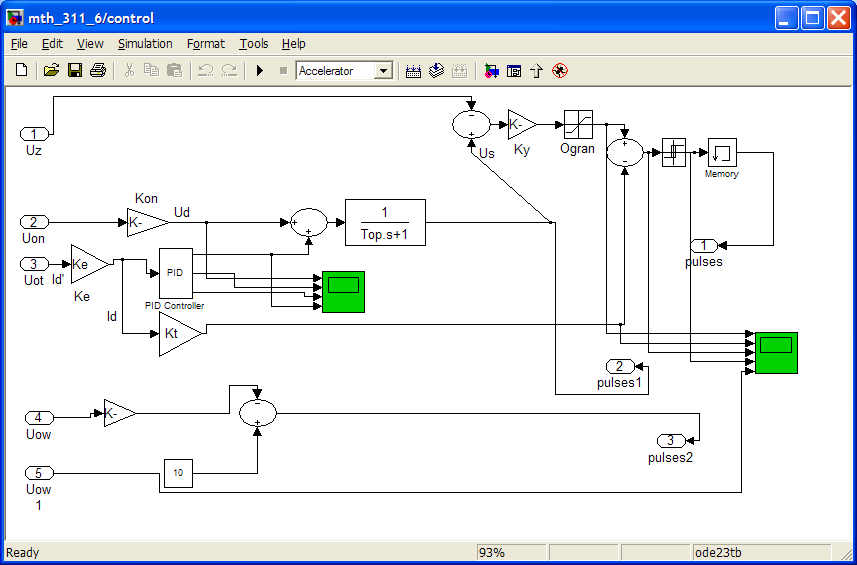 mth_311_6/control
File Edit View Simulation Format Tools Help
Accelerator
1
Uz
Us
K-
Ky
Ogran
Memory
Kon
2
Uon
K-
Ud
1
Top.s+1
1
pulses
3
Uot
Id'
Ke
Ke
PID
PID Controller
Id
Kt
2
pulses1
4
Uow
K-
3
pulses2
5
Uow
1
10
Ready 93% ode23tb